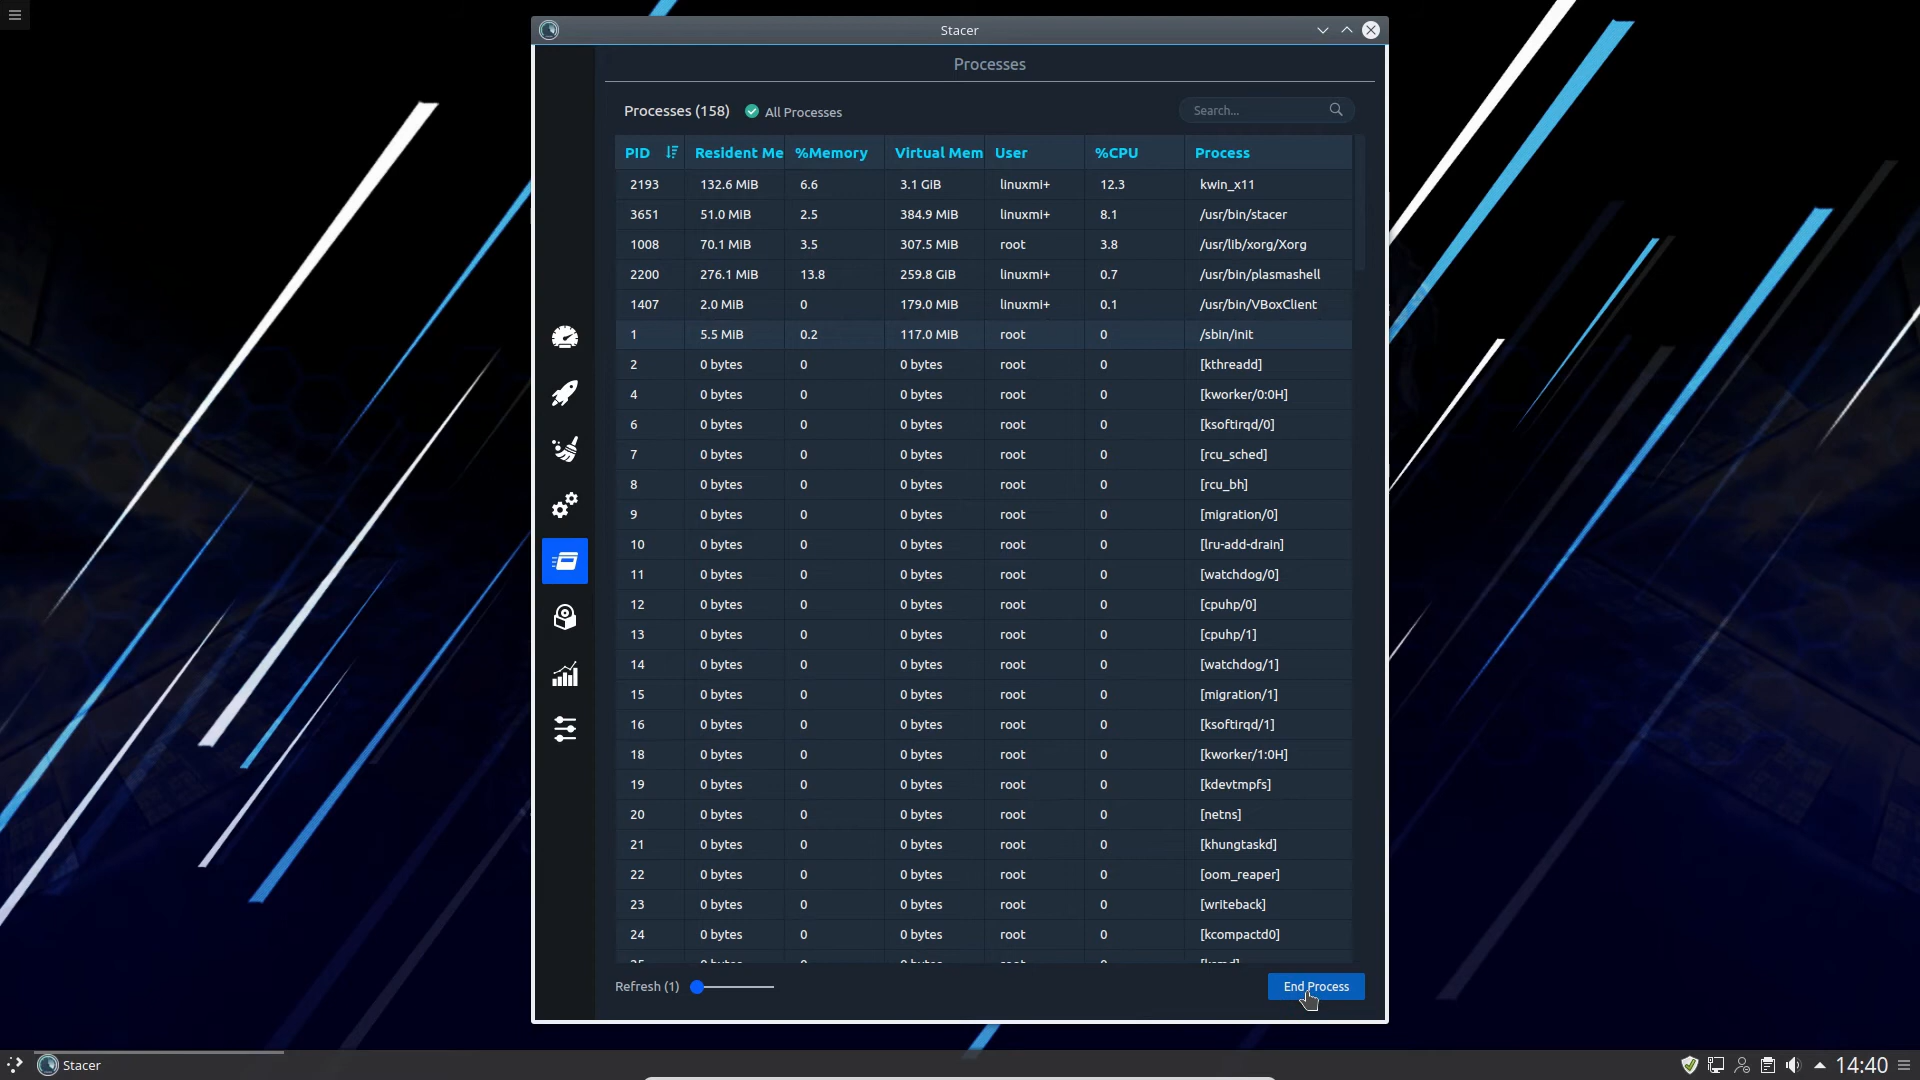 Stacer
Processes
Processes (158) All Processes Search...
PID Resident Me %Memory Virtual Mem User %CPU Process
2193 132.6 MiB 6.6 3.1 GiB linuxmi+ 12.3 kwin_x11
3651 51.0 MiB 2.5 384.9 MiB linuxmi+ 8.1 /usr/bin/stacer
1008 70.1 MiB 3.5 307.5 MiB root 3.8 /usr/lib/xorg/Xorg
2200 276.1 MiB 13.8 259.8 GiB linuxmi+ 0.7 /usr/bin/plasmashell
1407 2.0 MiB 0 179.0 MiB linuxmi+ 0.1 /usr/bin/VBoxClient
1 5.5 MiB 0.2 117.0 MiB root 0 /sbin/init
2 0 bytes 0 0 bytes root 0 [kthreadd]
4 0 bytes 0 0 bytes root 0 [kworker/0:0H]
6 0 bytes 0 0 bytes root 0 [ksoftirqd/0]
7 0 bytes 0 0 bytes root 0 [rcu_sched]
8 0 bytes 0 0 bytes root 0 [rcu_bh]
9 0 bytes 0 0 bytes root 0 [migration/0]
10 0 bytes 0 0 bytes root 0 [lru-add-drain]
11 0 bytes 0 0 bytes root 0 [watchdog/0]
12 0 bytes 0 0 bytes root 0 [cpuhp/0]
13 0 bytes 0 0 bytes root 0 [cpuhp/1]
14 0 bytes 0 0 bytes root 0 [watchdog/1]
15 0 bytes 0 0 bytes root 0 [migration/1]
16 0 bytes 0 0 bytes root 0 [ksoftirqd/1]
18 0 bytes 0 0 bytes root 0 [kworker/1:0H]
19 0 bytes 0 0 bytes root 0 [kdevtmpfs]
20 0 bytes 0 0 bytes root 0 [netns]
21 0 bytes 0 0 bytes root 0 [khungtaskd]
22 0 bytes 0 0 bytes root 0 [oom_reaper]
23 0 bytes 0 0 bytes root 0 [writeback]
24 0 bytes 0 0 bytes root 0 [kcompactd0]
Refresh (1) End Process
Stacer 14:40